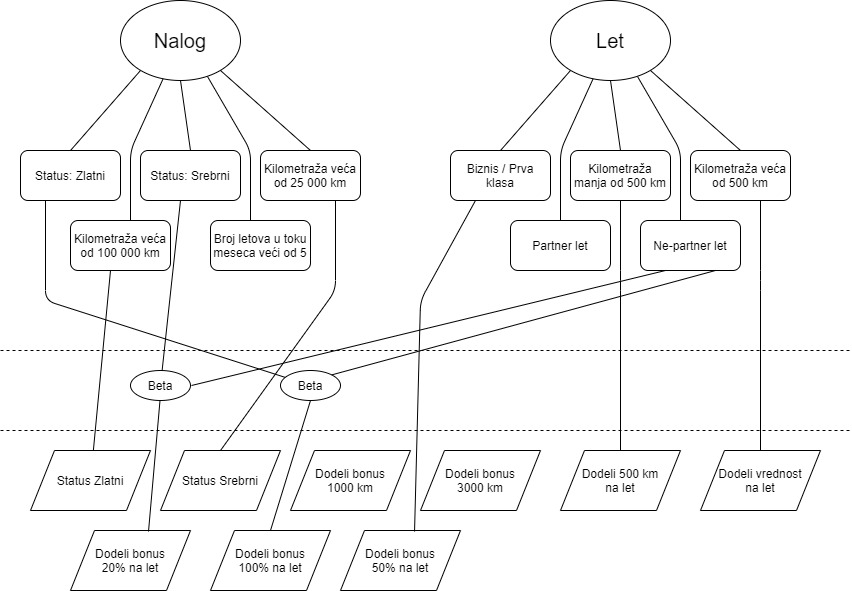 Nalog
Let
Status: Zlatni
Status: Srebrni
Kilometraža veća
od 25 000 km
Biznis / Prva
klasa
Kilometraža
manja od 500 km
Kilometraža veća
od 500 km
Kilometraža veća
od 100 000 km
Broj letova u toku
meseca veći od 5
Partner let
Ne-partner let
Beta
Beta
Status Zlatni
Status Srebrni
Dodeli bonus
1000 km
Dodeli bonus
3000 km
Dodeli 500 km
na let
Dodeli vrednost
na let
Dodeli bonus
20% na let
Dodeli bonus
100% na let
Dodeli bonus
50% na let